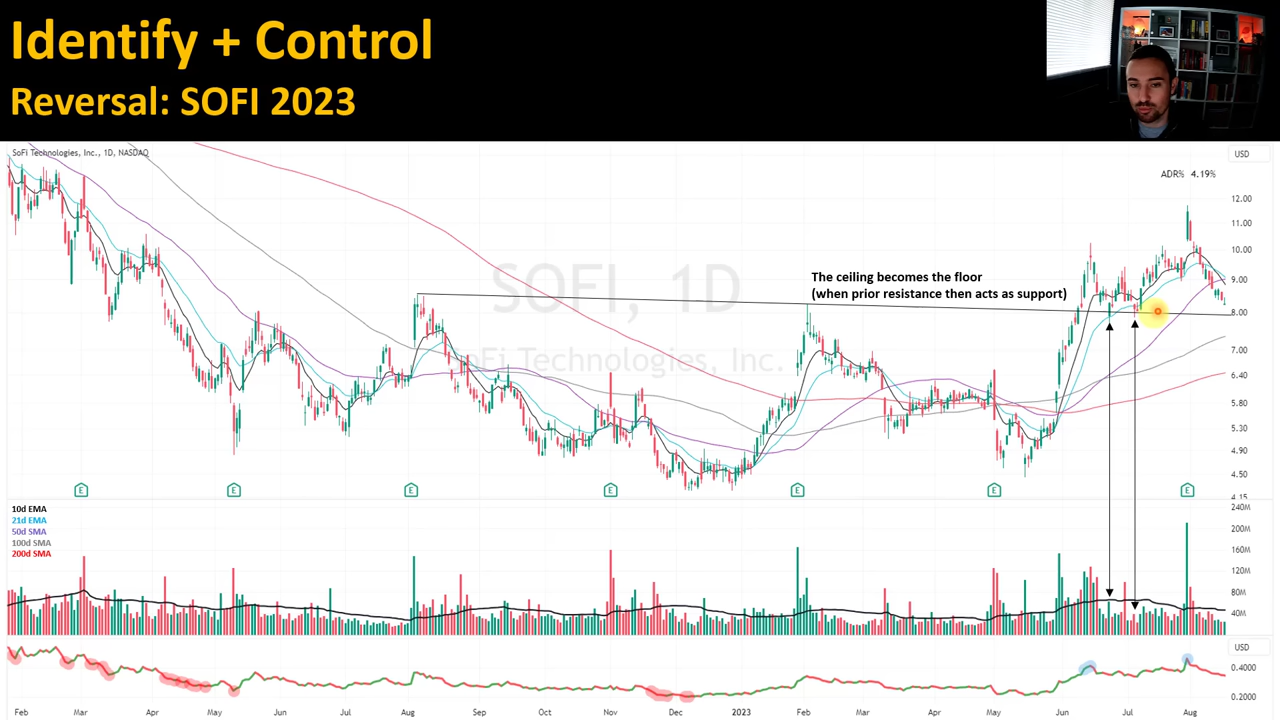 Identify + Control
Reversal: SOFI 2023
SoFi Technologies, Inc., 1D, NASDAQ
USD
ADR% 4.19%
12.00
11.00
10.00
9.00
8.00
7.00
6.40
5.80
5.30
4.90
4.50
4.15
SOFI, 1D
SoFi Technologies, Inc.
The ceiling becomes the floor
(when prior resistance then acts as support)
E E E E E E E
10d EMA
21d EMA
50d SMA
100d SMA
200d SMA
240M
200M
160M
120M
80M
40M
USD
0.4000
0.2000
Feb Mar Apr May Jun Jul Aug Sep Oct Nov Dec 2023 Feb Mar Apr May Jun Jul Aug